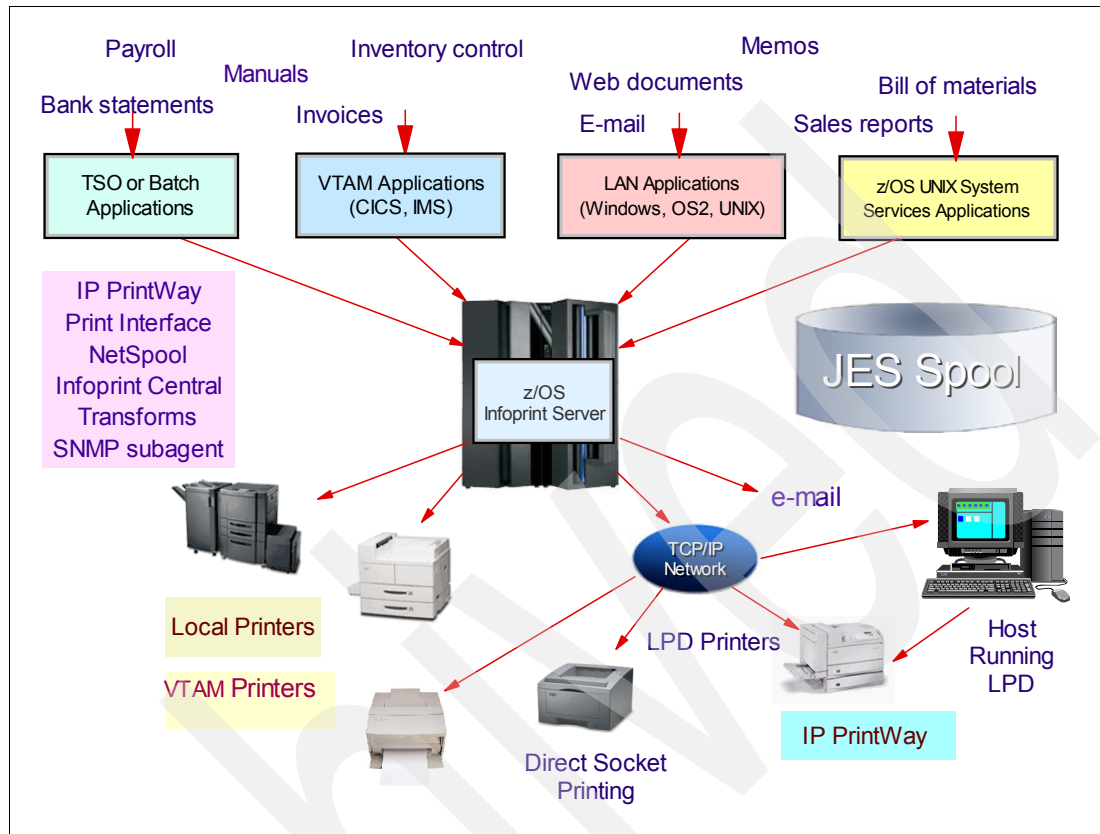 Payroll
Inventory control
Memos
Manuals
Web documents
Bill of materials
Bank statements
Invoices
E-mail
Sales reports
TSO or Batch
Applications
VTAM Applications
(CICS, IMS)
LAN Applications
(Windows, OS2, UNIX)
z/OS UNIX System
Services Applications
IP PrintWay
Print Interface
NetSpool
Infoprint Central
Transforms
SNMP subagent
z/OS
Infoprint Server
JES Spool
e-mail
TCP/IP
Network
Local Printers
VTAM Printers
LPD Printers
Host
Running
LPD
IP PrintWay
Direct Socket
Printing